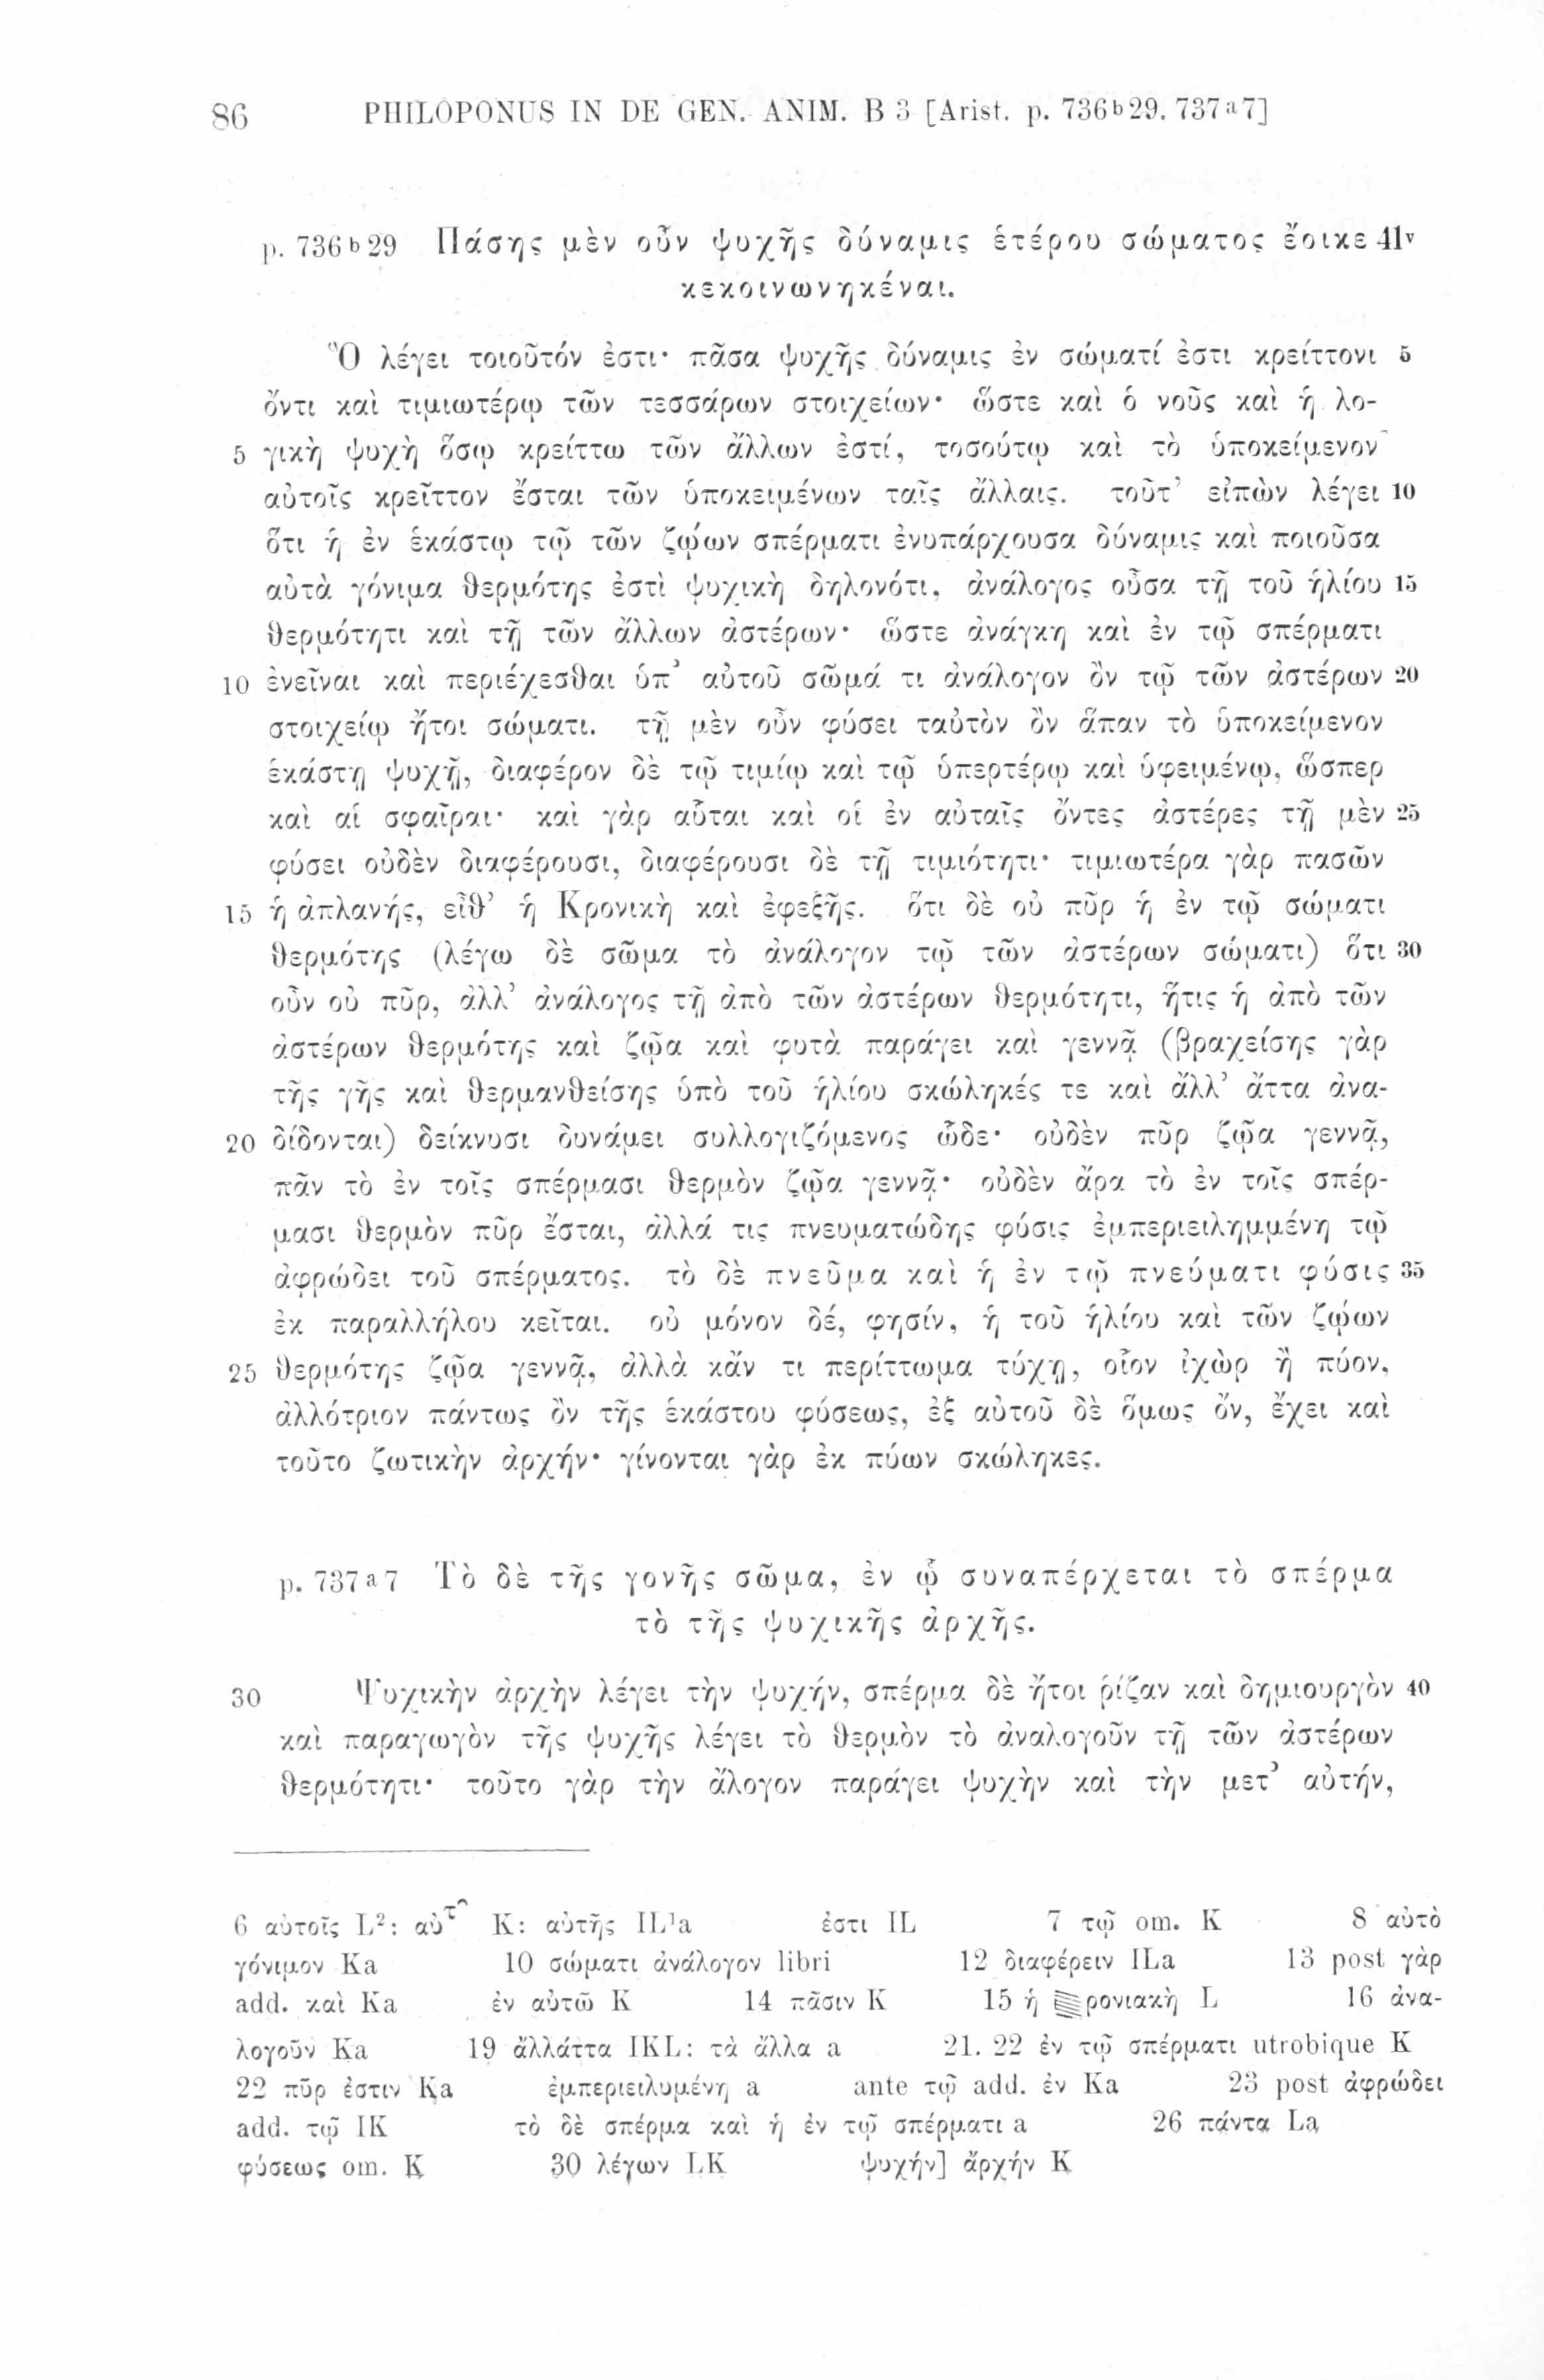 86 PHILOPONUS IN DE GEN. ANIM. B 3 [Arist. p. 736b29. 737a7]
p. 736b29 Πάσης μὲν οὖν ψυχῆς δύναμις ἑτέρου σώματος ἔοικε 41v
κεκοινωνηκέναι.
Ὃ λέγει τοιοῦτόν ἐστι· πᾶσα ψυχῆς δύναμις ἐν σώματί ἐστι κρείττονι 5
ὄντι καὶ τιμιωτέρῳ τῶν τεσσάρων στοιχείων· ὥστε καὶ ὁ νοῦς καὶ ἡ λο-
5 γικὴ ψυχὴ ὅσῳ κρείττω τῶν ἄλλων ἐστί, τοσούτῳ καὶ τὸ ὑποκείμενον
αὐτοῖς κρεῖττον ἔσται τῶν ὑποκειμένων ταῖς ἄλλαις. τοῦτ’ εἰπὼν λέγει 10
ὅτι ἡ ἐν ἑκάστῳ τῷ τῶν ζῴων σπέρματι ἐνυπάρχουσα δύναμις καὶ ποιοῦσα
αὐτὰ γόνιμα θερμότης ἐστὶ ψυχικὴ δηλονότι, ἀνάλογος οὖσα τῇ τοῦ ἡλίου 15
θερμότητι καὶ τῇ τῶν ἄλλων ἀστέρων· ὥστε ἀνάγκη καὶ ἐν τῷ σπέρματι
10 ἐνεῖναι καὶ περιέχεσθαι ὑπ’ αὐτοῦ σῶμά τι ἀνάλογον ὂν τῷ τῶν ἀστέρων 20
στοιχείῳ ἤτοι σώματι. τῇ μὲν οὖν φύσει ταὐτὸν ὂν ἅπαν τὸ ὑποκείμενον
ἑκάστῃ ψυχῇ, διαφέρον δὲ τῷ τιμίῳ καὶ τῷ ὑπερτέρῳ καὶ ὑφειμένῳ, ὥσπερ
καὶ αἱ σφαῖραι· καὶ γὰρ αὗται καὶ οἱ ἐν αὐταῖς ὄντες ἀστέρες τῇ μὲν 25
φύσει οὐδὲν διαφέρουσι, διαφέρουσι δὲ τῇ τιμιότητι· τιμιωτέρα γὰρ πασῶν
15 ἡ ἀπλανής, εἶθ’ ἡ Κρονικὴ καὶ ἐφεξῆς. ὅτι δὲ οὐ πῦρ ἡ ἐν τῷ σώματι
θερμότης (λέγω δὲ σῶμα τὸ ἀνάλογον τῷ τῶν ἀστέρων σώματι) ὅτι 30
οὖν οὐ πῦρ, ἀλλ’ ἀνάλογος τῇ ἀπὸ τῶν ἀστέρων θερμότητι, ἥτις ἡ ἀπὸ τῶν
ἀστέρων θερμότης καὶ ζῷα καὶ φυτὰ παράγει καὶ γεννᾷ (βραχείσης γὰρ
τῆς γῆς καὶ θερμανθείσης ὑπὸ τοῦ ἡλίου σκώληκές τε καὶ ἄλλ’ ἄττα ἀνα-
20 δίδονται) δείκνυσι δυνάμει συλλογιζόμενος ὧδε· οὐδὲν πῦρ ζῷα γεννᾷ,
πᾶν τὸ ἐν τοῖς σπέρμασι θερμὸν ζῷα γεννᾷ· οὐδὲν ἄρα τὸ ἐν τοῖς σπέρ-
μασι θερμὸν πῦρ ἔσται, ἀλλά τις πνευματώδης φύσις ἐμπεριειλημμένη τῷ
ἀφρώδει τοῦ σπέρματος. τὸ δὲ πνεῦμα καὶ ἡ ἐν τῷ πνεύματι φύσις 35
ἐκ παραλλήλου κεῖται. οὐ μόνον δέ, φησίν, ἡ τοῦ ἡλίου καὶ τῶν ζῴων
25 θερμότης ζῷα γεννᾷ, ἀλλὰ κἄν τι περίττωμα τύχῃ, οἷον ἰχὼρ ἢ πύον,
ἀλλότριον πάντως ὂν τῆς ἑκάστου φύσεως, ἐξ αὐτοῦ δὲ ὅμως ὄν, ἔχει καὶ
τοῦτο ζωτικὴν ἀρχήν· γίνονται γὰρ ἐκ πύων σκώληκες.
p. 737a7 Τὸ δὲ τῆς γονῆς σῶμα, ἐν ᾧ συναπέρχεται τὸ σπέρμα
τὸ τῆς ψυχικῆς ἀρχῆς.
30 Ψυχικὴν ἀρχὴν λέγει τὴν ψυχήν, σπέρμα δὲ ἤτοι ῥίζαν καὶ δημιουργὸν 40
καὶ παραγωγὸν τῆς ψυχῆς λέγει τὸ θερμὸν τὸ ἀναλογοῦν τῇ τῶν ἀστέρων
θερμότητι· τοῦτο γὰρ τὴν ἄλογον παράγει ψυχὴν καὶ τὴν μετ’ αὐτήν,
6 αὐτοῖς L²: αὐτ͂ K: αὐτῆς IL¹a ἐστι IL 7 τῷ om. K 8 αὐτὸ
γόνιμον Ka 10 σώματι ἀνάλογον libri 12 διαφέρειν ILa 13 post γὰρ
add. καὶ Ka ἐν αὐτῶ K 14 πᾶσιν K 15 ἡ ρονιακὴ L 16 ἀνα-
λογοῦν Ka 19 ἄλλάττα IKL: τὰ ἄλλα a 21. 22 ἐν τῷ σπέρματι utrobique K
22 πῦρ ἐστιν Ka ἐμπεριειλυμένη a ante τῷ add. ἐν Ka 23 post ἀφρώδει
add. τῷ IK τὸ δὲ σπέρμα καὶ ἡ ἐν τῷ σπέρματι a 26 πάντα La
φύσεως om. K 30 λέγων LK ψυχήν] ἄρχήν K